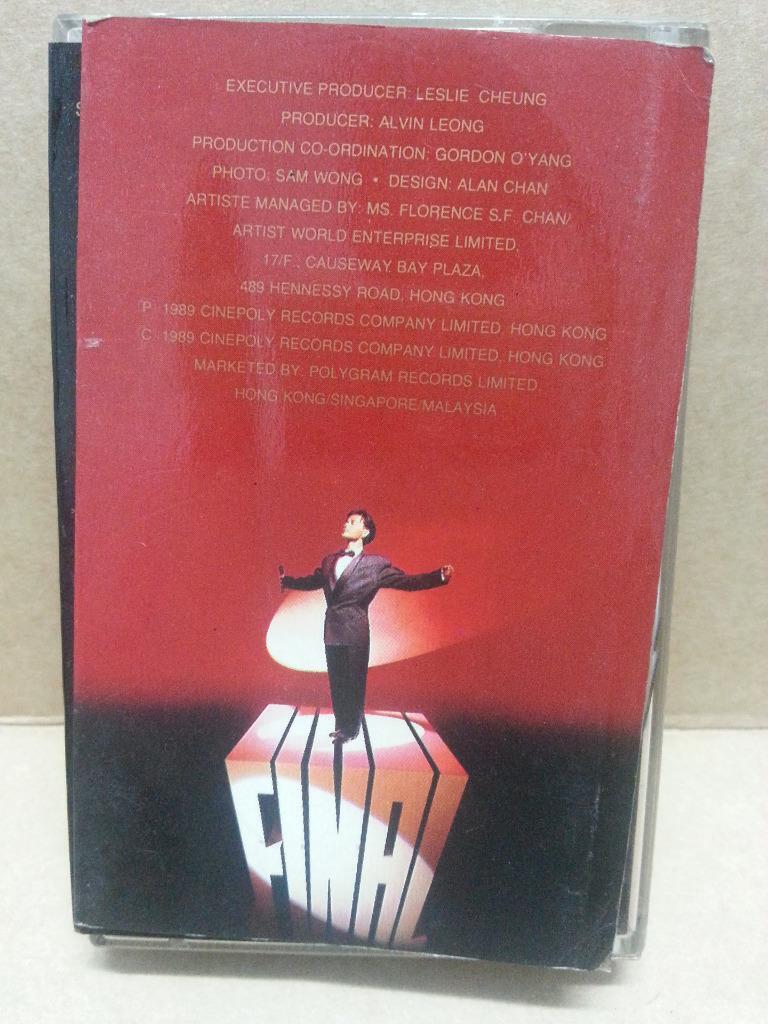 EXECUTIVE PRODUCER: LESLIE CHEUNG
PRODUCER: ALVIN LEONG
PRODUCTION CO-ORDINATION: GORDON O'YANG
PHOTO: SAM WONG • DESIGN: ALAN CHAN
ARTISTE MANAGED BY: MS. FLORENCE S.F. CHAN/
ARTIST WORLD ENTERPRISE LIMITED,
17/F., CAUSEWAY BAY PLAZA,
489 HENNESSY ROAD, HONG KONG
P 1989 CINEPOLY RECORDS COMPANY LIMITED, HONG KONG
C 1989 CINEPOLY RECORDS COMPANY LIMITED, HONG KONG
MARKETED BY: POLYGRAM RECORDS LIMITED,
HONG KONG/SINGAPORE/MALAYSIA
FINAL